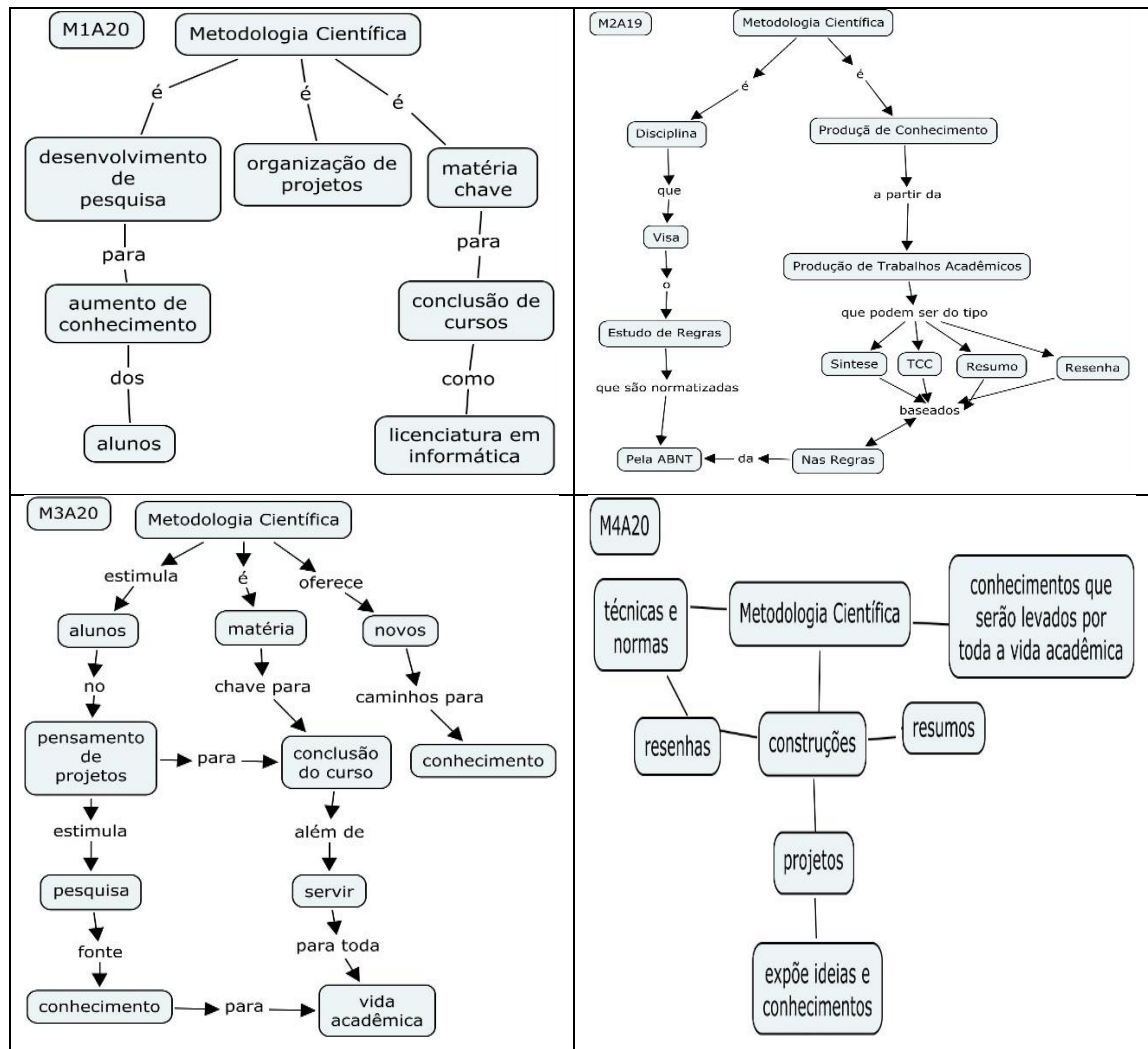 M1A20
Metodologia Científica
é
é
é
desenvolvimento
de
pesquisa
organização de
projetos
matéria
chave
para
para
aumento de
conhecimento
conclusão de
cursos
dos
como
alunos
licenciatura em
informática
M2A19
Metodologia Científica
é
é
Disciplina
Produçã de Conhecimento
que
a partir da
Visa
Produção de Trabalhos Acadêmicos
o
que podem ser do tipo
Estudo de Regras
Sintese
TCC
Resumo
Resenha
que são normatizadas
baseados
Pela ABNT
da
Nas Regras
M3A20
Metodologia Científica
estimula
é
oferece
alunos
matéria
novos
no
chave para
caminhos para
pensamento
de
projetos
para
conclusão
do curso
conhecimento
estimula
além de
pesquisa
servir
fonte
para toda
conhecimento
para
vida
acadêmica
M4A20
técnicas e
normas
Metodologia Científica
conhecimentos que
serão levados por
toda a vida acadêmica
resenhas
construções
resumos
projetos
expõe ideias e
conhecimentos